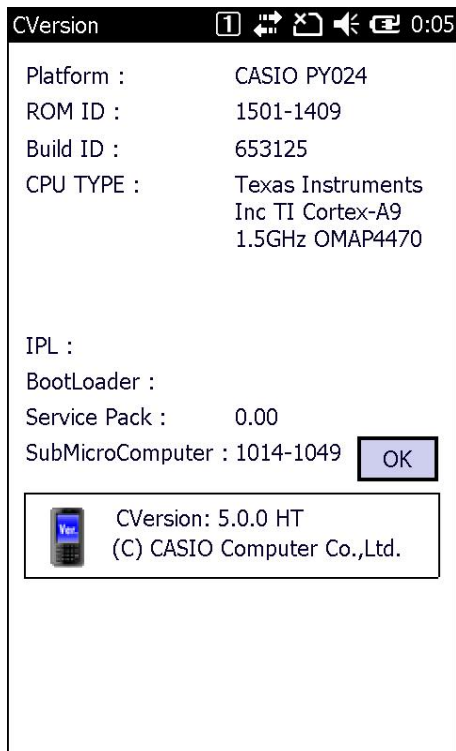 CVersion 1 0:05
Platform : CASIO PY024
ROM ID : 1501-1409
Build ID : 653125
CPU TYPE : Texas Instruments
Inc TI Cortex-A9
1.5GHz OMAP4470
IPL :
BootLoader :
Service Pack : 0.00
SubMicroComputer : 1014-1049 OK
Ver. CVersion: 5.0.0 HT
(C) CASIO Computer Co.,Ltd.